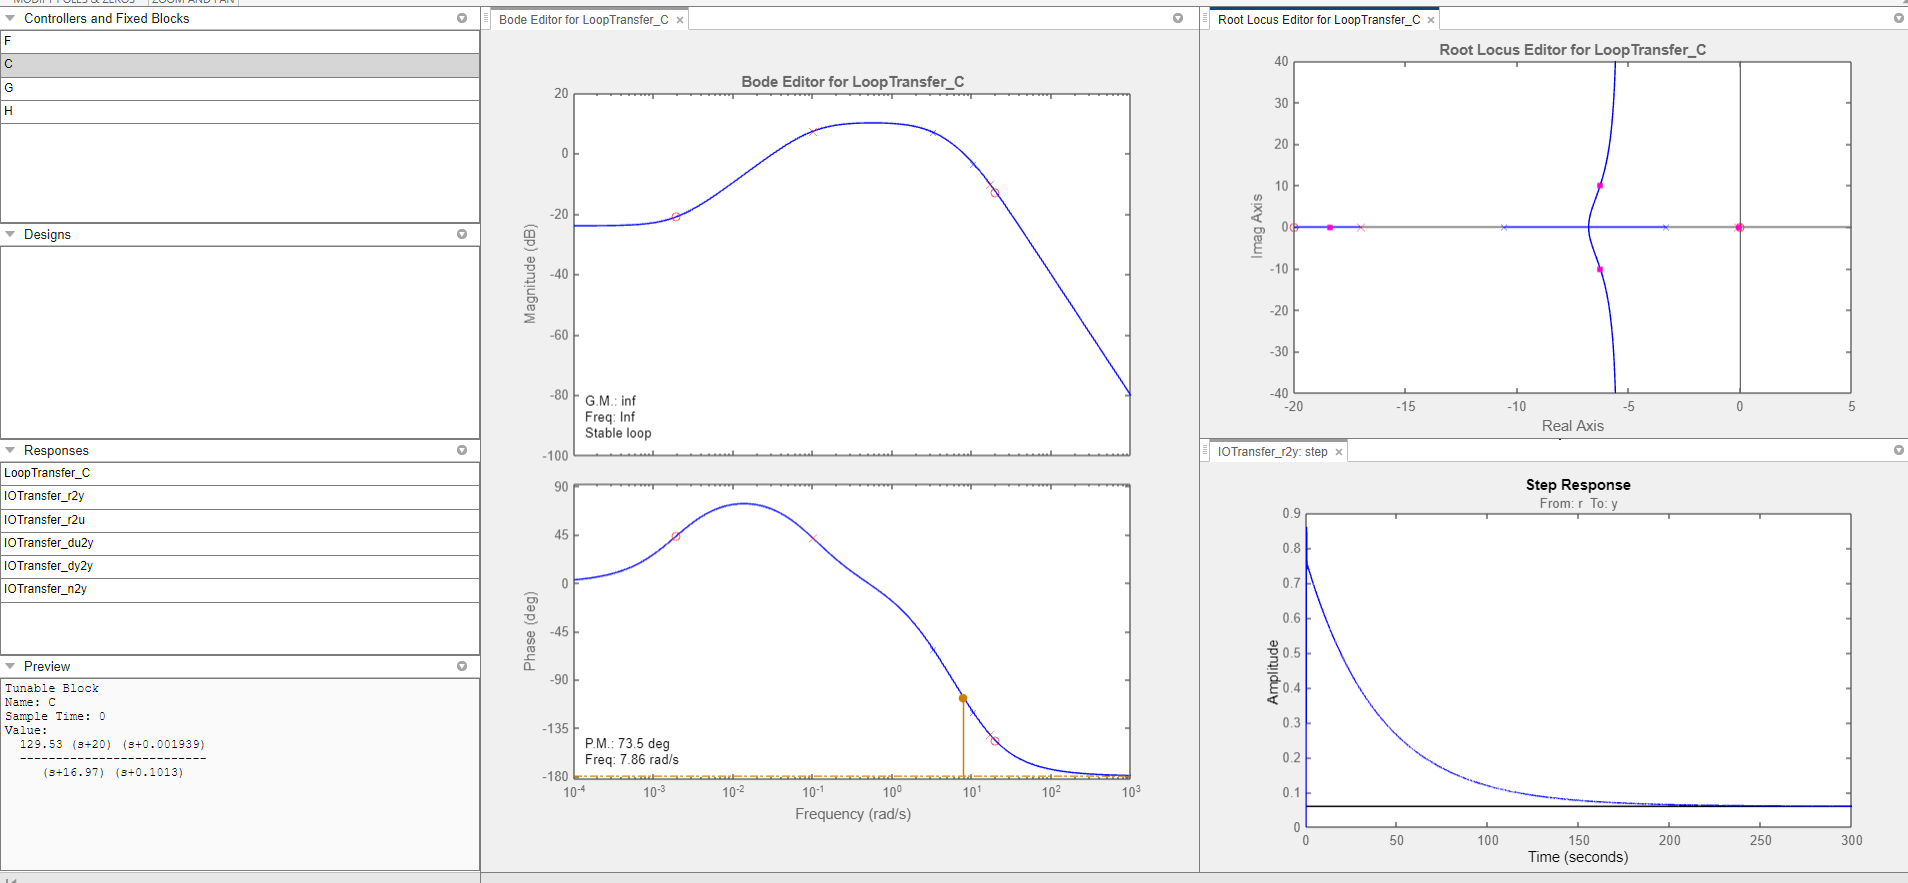 MODIFY POLES & ZEROS
ZOOM AND PAN
Controllers and Fixed Blocks
F
C
G
H
Designs
Responses
LoopTransfer_C
IOTransfer_r2y
IOTransfer_r2u
IOTransfer_du2y
IOTransfer_dy2y
IOTransfer_n2y
Preview
Tunable Block
Name: C
Sample Time: 0
Value:
129.53 (s+20) (s+0.001939)
--------------------------
(s+16.97) (s+0.1013)
Bode Editor for LoopTransfer_C ×
Bode Editor for LoopTransfer_C
20
0
-20
-40
-60
-80
-100
Magnitude (dB)
G.M.: inf
Freq: Inf
Stable loop
90
45
0
-45
-90
-135
-180
Phase (deg)
P.M.: 73.5 deg
Freq: 7.86 rad/s
10-4 10-3 10-2 10-1 100 101 102 103
Frequency (rad/s)
Root Locus Editor for LoopTransfer_C ×
Root Locus Editor for LoopTransfer_C
40
30
20
10
0
-10
-20
-30
-40
Imag Axis
-20 -15 -10 -5 0 5
Real Axis
IOTransfer_r2y: step ×
Step Response
From: r To: y
0.9
0.8
0.7
0.6
0.5
0.4
0.3
0.2
0.1
0
Amplitude
0 50 100 150 200 250 300
Time (seconds)